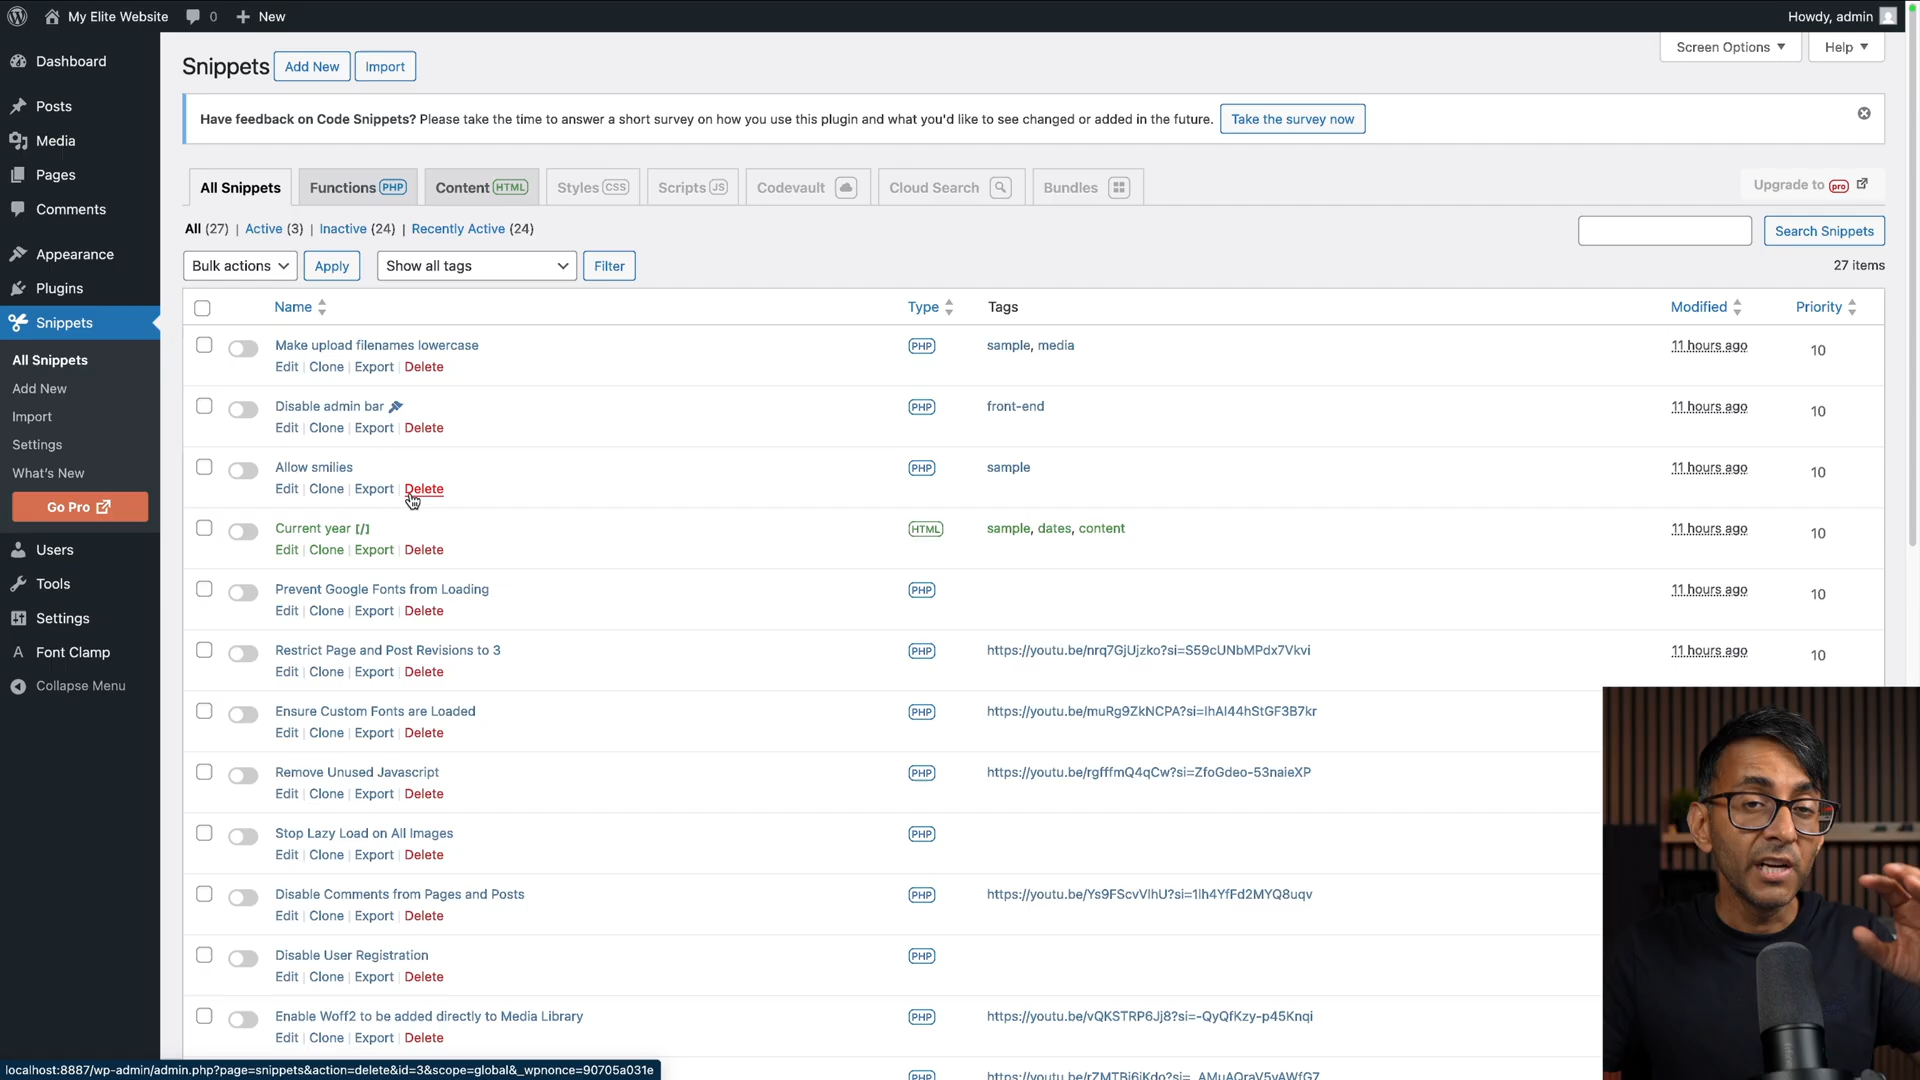 My Elite Website 0 New Howdy, admin
Screen Options Help
Dashboard
Posts
Media
Pages
Comments
Appearance
Plugins
Snippets
All Snippets
Add New
Import
Settings
What's New
Go Pro
Users
Tools
Settings
A Font Clamp
Collapse Menu
Snippets Add New Import
Have feedback on Code Snippets? Please take the time to answer a short survey on how you use this plugin and what you'd like to see changed or added in the future. Take the survey now
All Snippets Functions PHP Content HTML Styles CSS Scripts JS Codevault Cloud Search Bundles Upgrade to pro
All (27) | Active (3) | Inactive (24) | Recently Active (24) Search Snippets
Bulk actions Apply Show all tags Filter 27 items
Name Type Tags Modified Priority
Make upload filenames lowercase PHP sample, media 11 hours ago 10
Edit | Clone | Export | Delete
Disable admin bar PHP front-end 11 hours ago 10
Edit | Clone | Export | Delete
Allow smilies PHP sample 11 hours ago 10
Edit | Clone | Export | Delete
Current year [/] HTML sample, dates, content 11 hours ago 10
Edit | Clone | Export | Delete
Prevent Google Fonts from Loading PHP 11 hours ago 10
Edit | Clone | Export | Delete
Restrict Page and Post Revisions to 3 PHP https://youtu.be/nrq7GjUjzko?si=S59cUNbMPdx7Vkvi 11 hours ago 10
Edit | Clone | Export | Delete
Ensure Custom Fonts are Loaded PHP https://youtu.be/muRg9ZkNCPA?si=IhAI44hStGF3B7kr
Edit | Clone | Export | Delete
Remove Unused Javascript PHP https://youtu.be/rgfffmQ4qCw?si=ZfoGdeo-53naieXP
Edit | Clone | Export | Delete
Stop Lazy Load on All Images PHP
Edit | Clone | Export | Delete
Disable Comments from Pages and Posts PHP https://youtu.be/Ys9FScvVlhU?si=1lh4YfFd2MYQ8uqv
Edit | Clone | Export | Delete
Disable User Registration PHP
Edit | Clone | Export | Delete
Enable Woff2 to be added directly to Media Library PHP https://youtu.be/vQKSTRP6Jj8?si=-QyQfKzy-p45Knqi
Edit | Clone | Export | Delete
PHP
localhost:8887/wp-admin/admin.php?page=snippets&action=delete&id=3&scope=global&_wpnonce=90705a031e